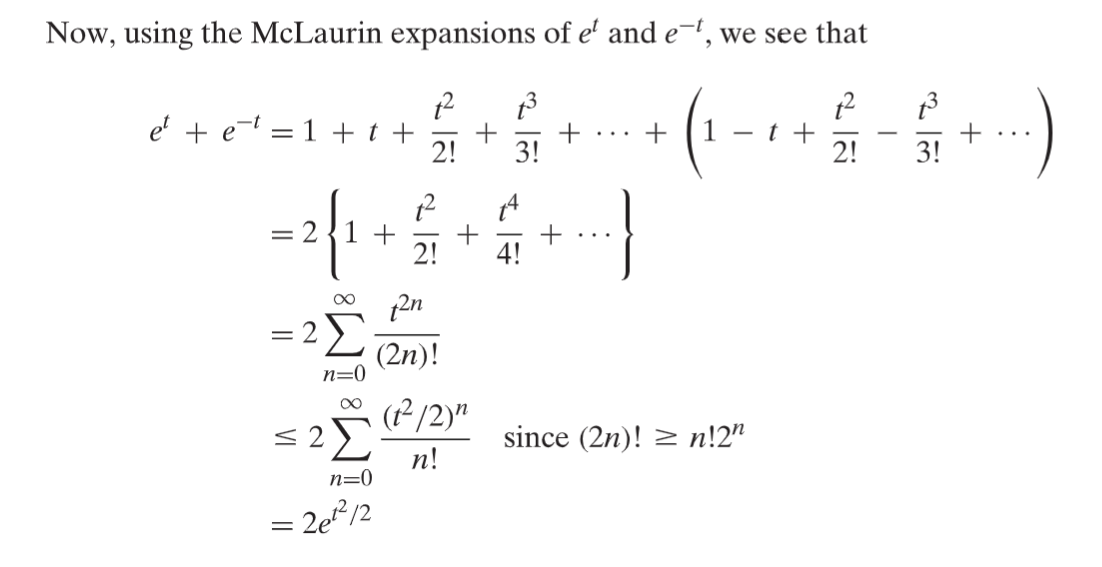 Now, using the McLaurin expansions of e^t and e^{−t}, we see that
e^t + e^{−t} = 1 + t + t^2/2! + t^3/3! + ··· + (1 − t + t^2/2! − t^3/3! + ···)
= 2{1 + t^2/2! + t^4/4! + ···}
= 2 ∑_{n=0}^{∞} t^{2n}/(2n)!
≤ 2 ∑_{n=0}^{∞} (t^2/2)^n/n! since (2n)! ≥ n!2^n
= 2e^{t^2/2}